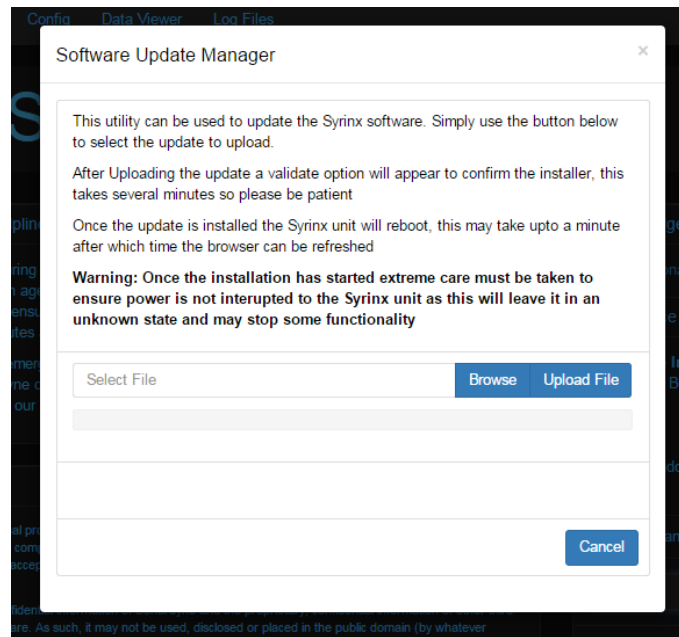 Config Data Viewer Log Files
Software Update Manager ×
S
This utility can be used to update the Syrinx software. Simply use the button below
to select the update to upload.
After Uploading the update a validate option will appear to confirm the installer, this
takes several minutes so please be patient
Once the update is installed the Syrinx unit will reboot, this may take upto a minute
after which time the browser can be refreshed
Warning: Once the installation has started extreme care must be taken to
ensure power is not interupted to the Syrinx unit as this will leave it in an
unknown state and may stop some functionality
our
Select File Browse Upload File
Cancel
are. As such, it may not be used, disclosed or placed in the public domain (by whatever